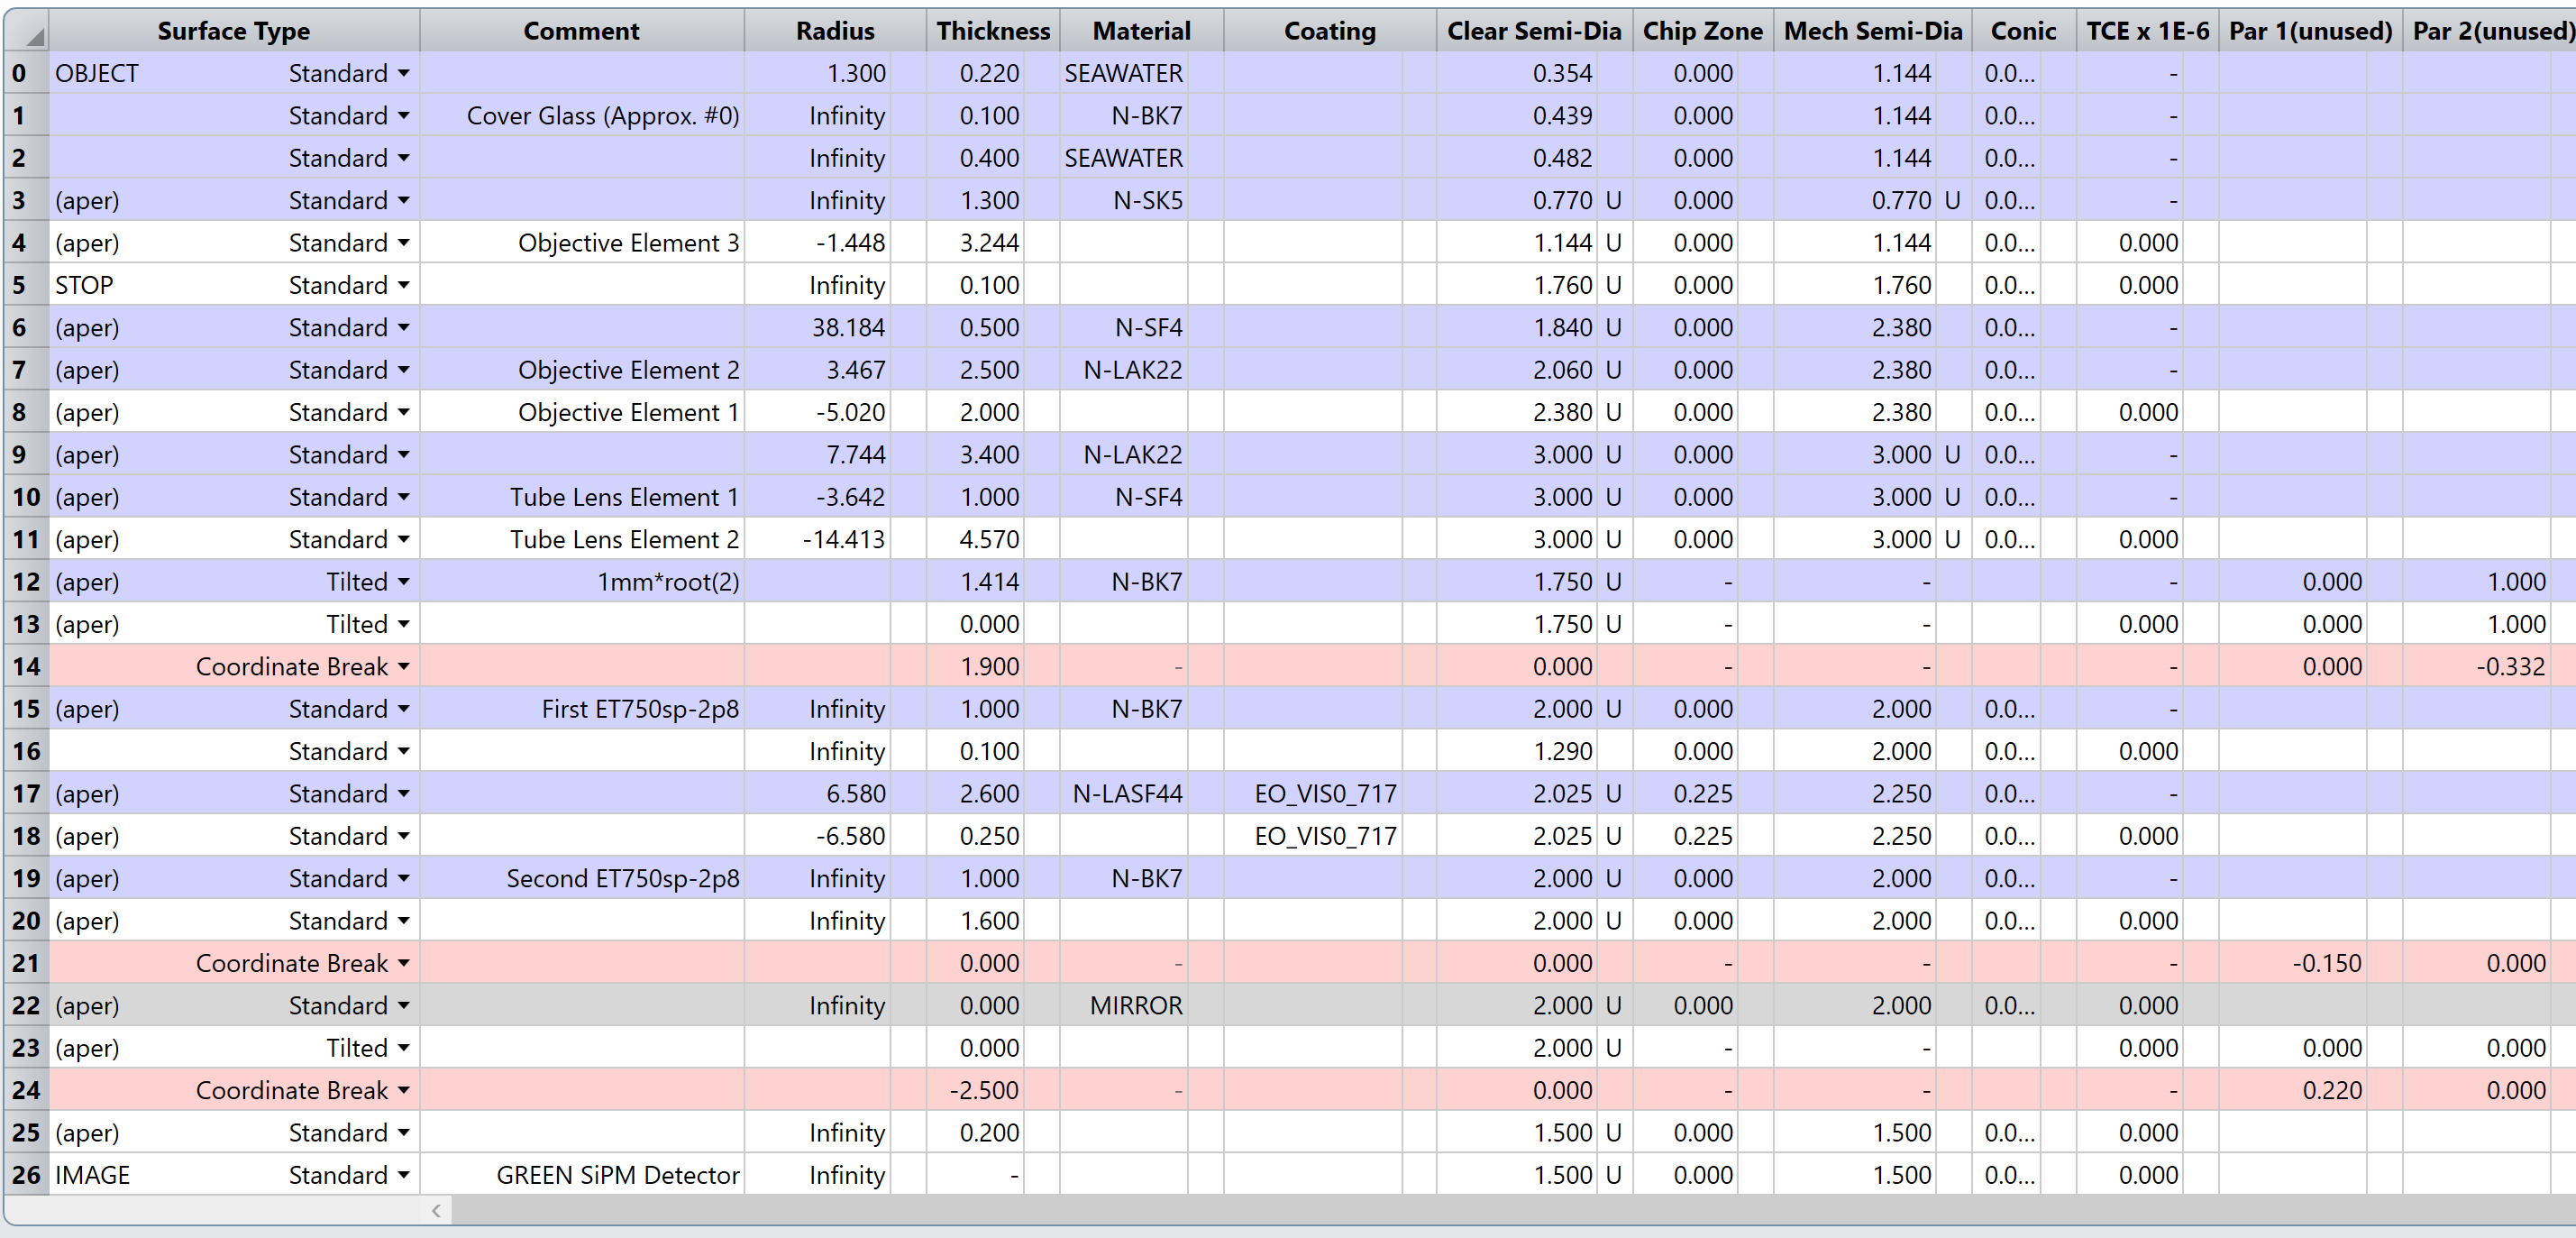 Surface Type Comment Radius Thickness Material Coating Clear Semi-Dia Chip Zone Mech Semi-Dia Conic TCE x 1E-6 Par 1(unused) Par 2(unused)
0 OBJECT Standard 1.300 0.220 SEAWATER 0.354 0.000 1.144 0.0... -
1 Standard Cover Glass (Approx. #0) Infinity 0.100 N-BK7 0.439 0.000 1.144 0.0... -
2 Standard Infinity 0.400 SEAWATER 0.482 0.000 1.144 0.0... -
3 (aper) Standard Infinity 1.300 N-SK5 0.770 U 0.000 0.770 U 0.0... -
4 (aper) Standard Objective Element 3 -1.448 3.244 1.144 U 0.000 1.144 0.0... 0.000
5 STOP Standard Infinity 0.100 1.760 U 0.000 1.760 0.0... 0.000
6 (aper) Standard 38.184 0.500 N-SF4 1.840 U 0.000 2.380 0.0... -
7 (aper) Standard Objective Element 2 3.467 2.500 N-LAK22 2.060 U 0.000 2.380 0.0... -
8 (aper) Standard Objective Element 1 -5.020 2.000 2.380 U 0.000 2.380 0.0... 0.000
9 (aper) Standard 7.744 3.400 N-LAK22 3.000 U 0.000 3.000 U 0.0... -
10 (aper) Standard Tube Lens Element 1 -3.642 1.000 N-SF4 3.000 U 0.000 3.000 U 0.0... -
11 (aper) Standard Tube Lens Element 2 -14.413 4.570 3.000 U 0.000 3.000 U 0.0... 0.000
12 (aper) Tilted 1mm*root(2) 1.414 N-BK7 1.750 U - - - 0.000 1.000
13 (aper) Tilted 0.000 1.750 U - - 0.000 0.000 1.000
14 Coordinate Break 1.900 - 0.000 - - - 0.000 -0.332
15 (aper) Standard First ET750sp-2p8 Infinity 1.000 N-BK7 2.000 U 0.000 2.000 0.0... -
16 Standard Infinity 0.100 1.290 0.000 2.000 0.0... 0.000
17 (aper) Standard 6.580 2.600 N-LASF44 EO_VIS0_717 2.025 U 0.225 2.250 0.0... -
18 (aper) Standard -6.580 0.250 EO_VIS0_717 2.025 U 0.225 2.250 0.0... 0.000
19 (aper) Standard Second ET750sp-2p8 Infinity 1.000 N-BK7 2.000 U 0.000 2.000 0.0... -
20 (aper) Standard Infinity 1.600 2.000 U 0.000 2.000 0.0... 0.000
21 Coordinate Break 0.000 - 0.000 - - - -0.150 0.000
22 (aper) Standard Infinity 0.000 MIRROR 2.000 U 0.000 2.000 0.0... 0.000
23 (aper) Tilted 0.000 2.000 U - - 0.000 0.000 0.000
24 Coordinate Break -2.500 - 0.000 - - - 0.220 0.000
25 (aper) Standard Infinity 0.200 1.500 U 0.000 1.500 0.0... 0.000
26 IMAGE Standard GREEN SiPM Detector Infinity - 1.500 U 0.000 1.500 0.0... 0.000